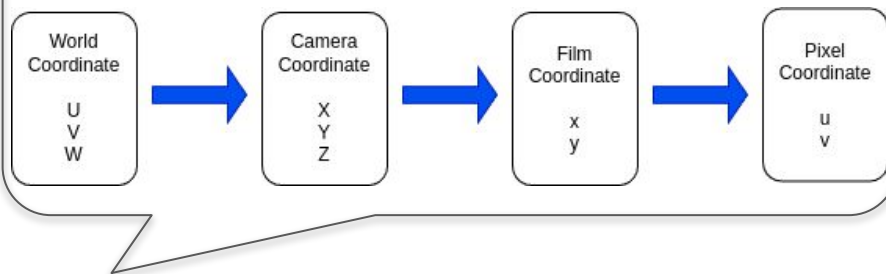 World
Coordinate
U
V
W
Camera
Coordinate
X
Y
Z
Film
Coordinate
x
y
Pixel
Coordinate
u
v